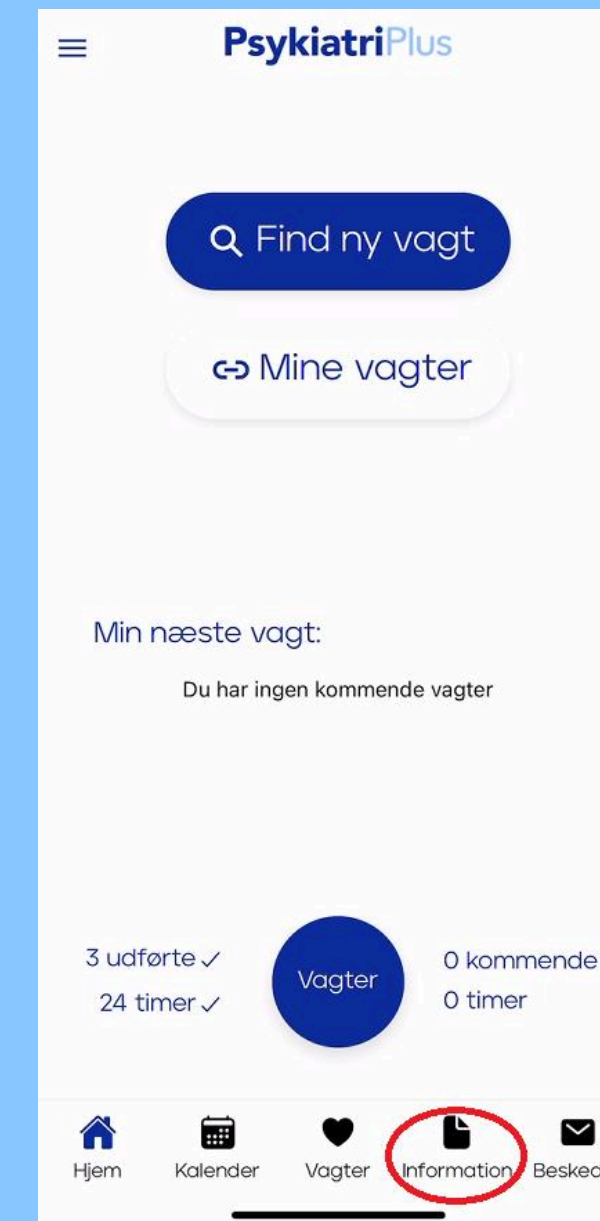 PsykiatriPlus
Find ny vagt
Mine vagter
Min næste vagt:
Du har ingen kommende vagter
3 udførte
24 timer
Vagter
0 kommende
0 timer
Hjem
Kalender
Vagter
Information